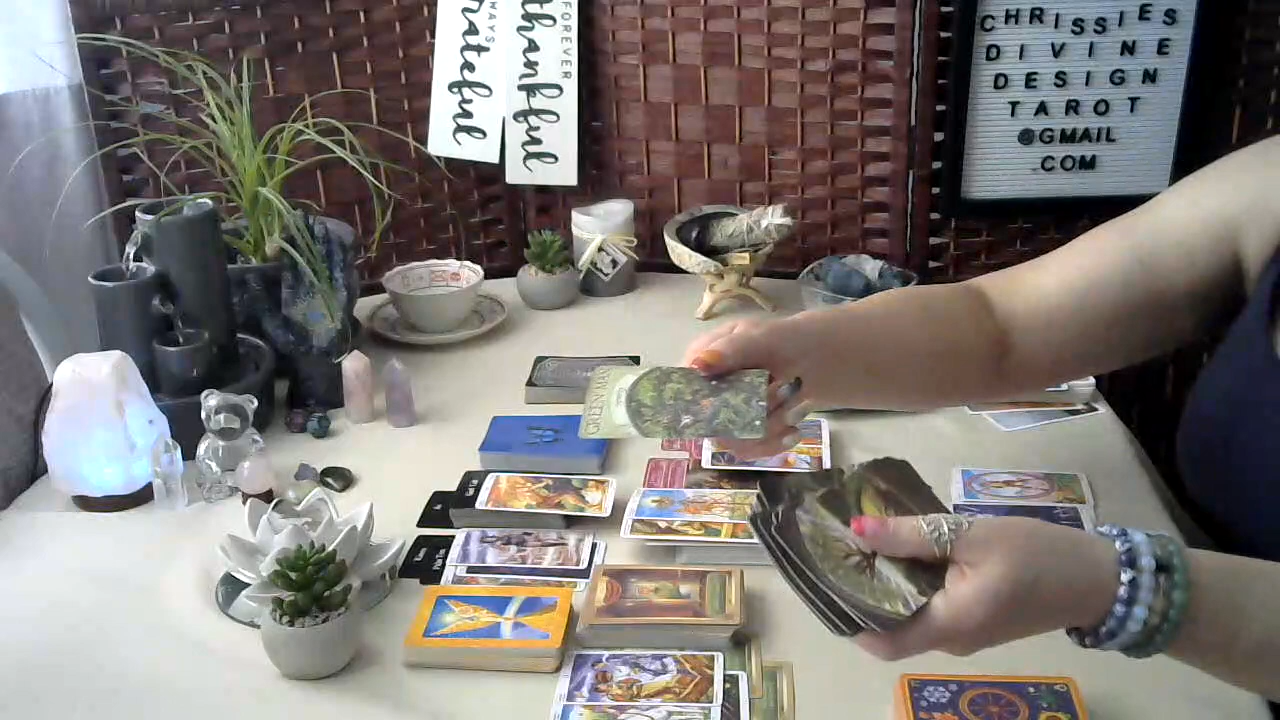 ALWAYS
grateful
FOREVER
thankful
CHRISSIES
DIVINE
DESIGN
TAROT
@GMAIL
.COM
GREEN MAN